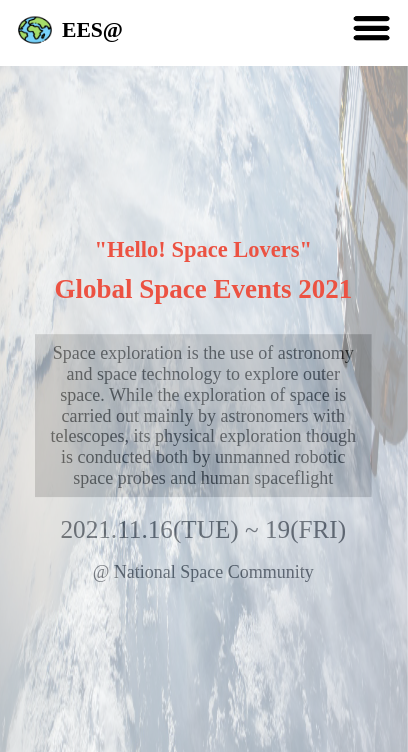 EES@
"Hello! Space Lovers"
Global Space Events 2021
Space exploration is the use of astronomy
and space technology to explore outer
space. While the exploration of space is
carried out mainly by astronomers with
telescopes, its physical exploration though
is conducted both by unmanned robotic
space probes and human spaceflight
2021.11.16(TUE) ~ 19(FRI)
@ National Space Community